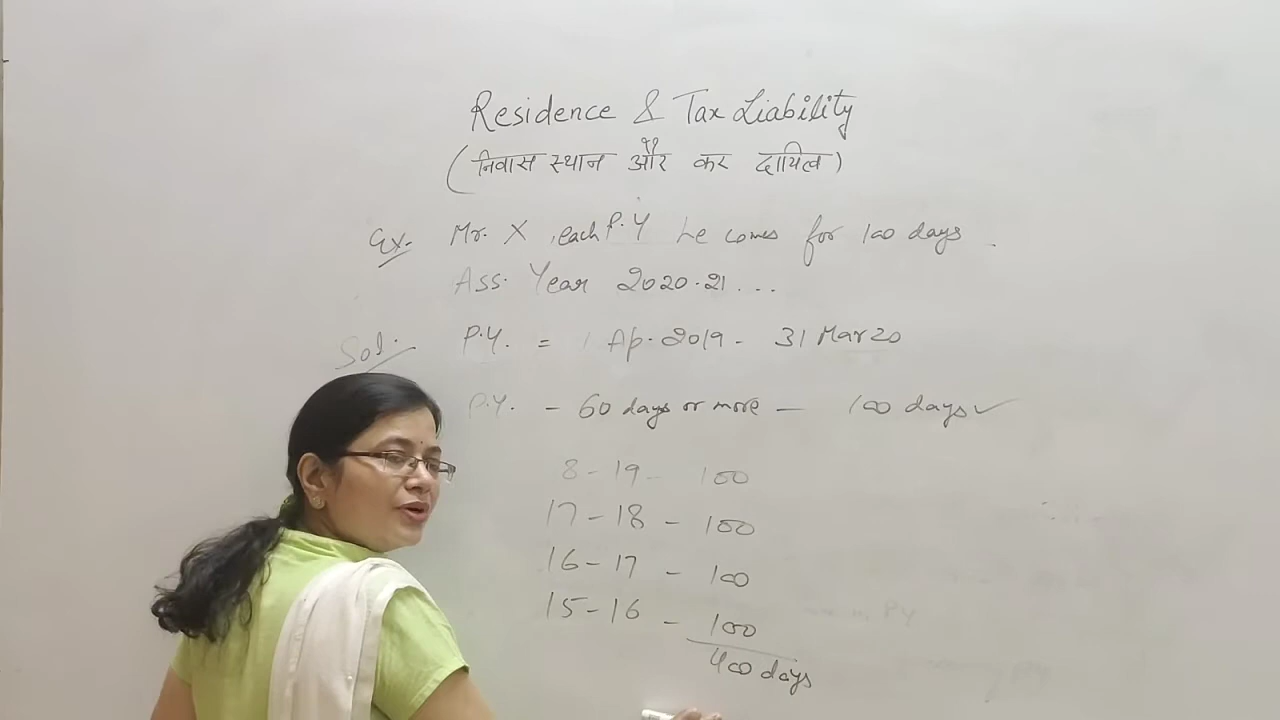 Residence & Tax Liability
(निवास स्थान और कर दायित्व)
Ex. Mr. X , each P.Y he comes for 100 days .
Ass. Year 2020-21 ...
Sol. P.Y. = 1 Ap. 2019 - 31 Mar 20
P.Y. - 60 days or more - 100 days ✓
8-19 - 100
17-18 - 100
16-17 - 100
15-16 - 100
400 days